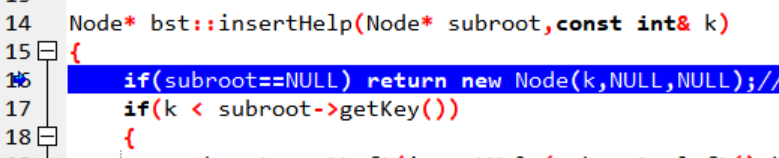 14 Node* bst::insertHelp(Node* subroot,const int& k)
15 {
16 if(subroot==NULL) return new Node(k,NULL,NULL);//
17 if(k < subroot->getKey())
18 {